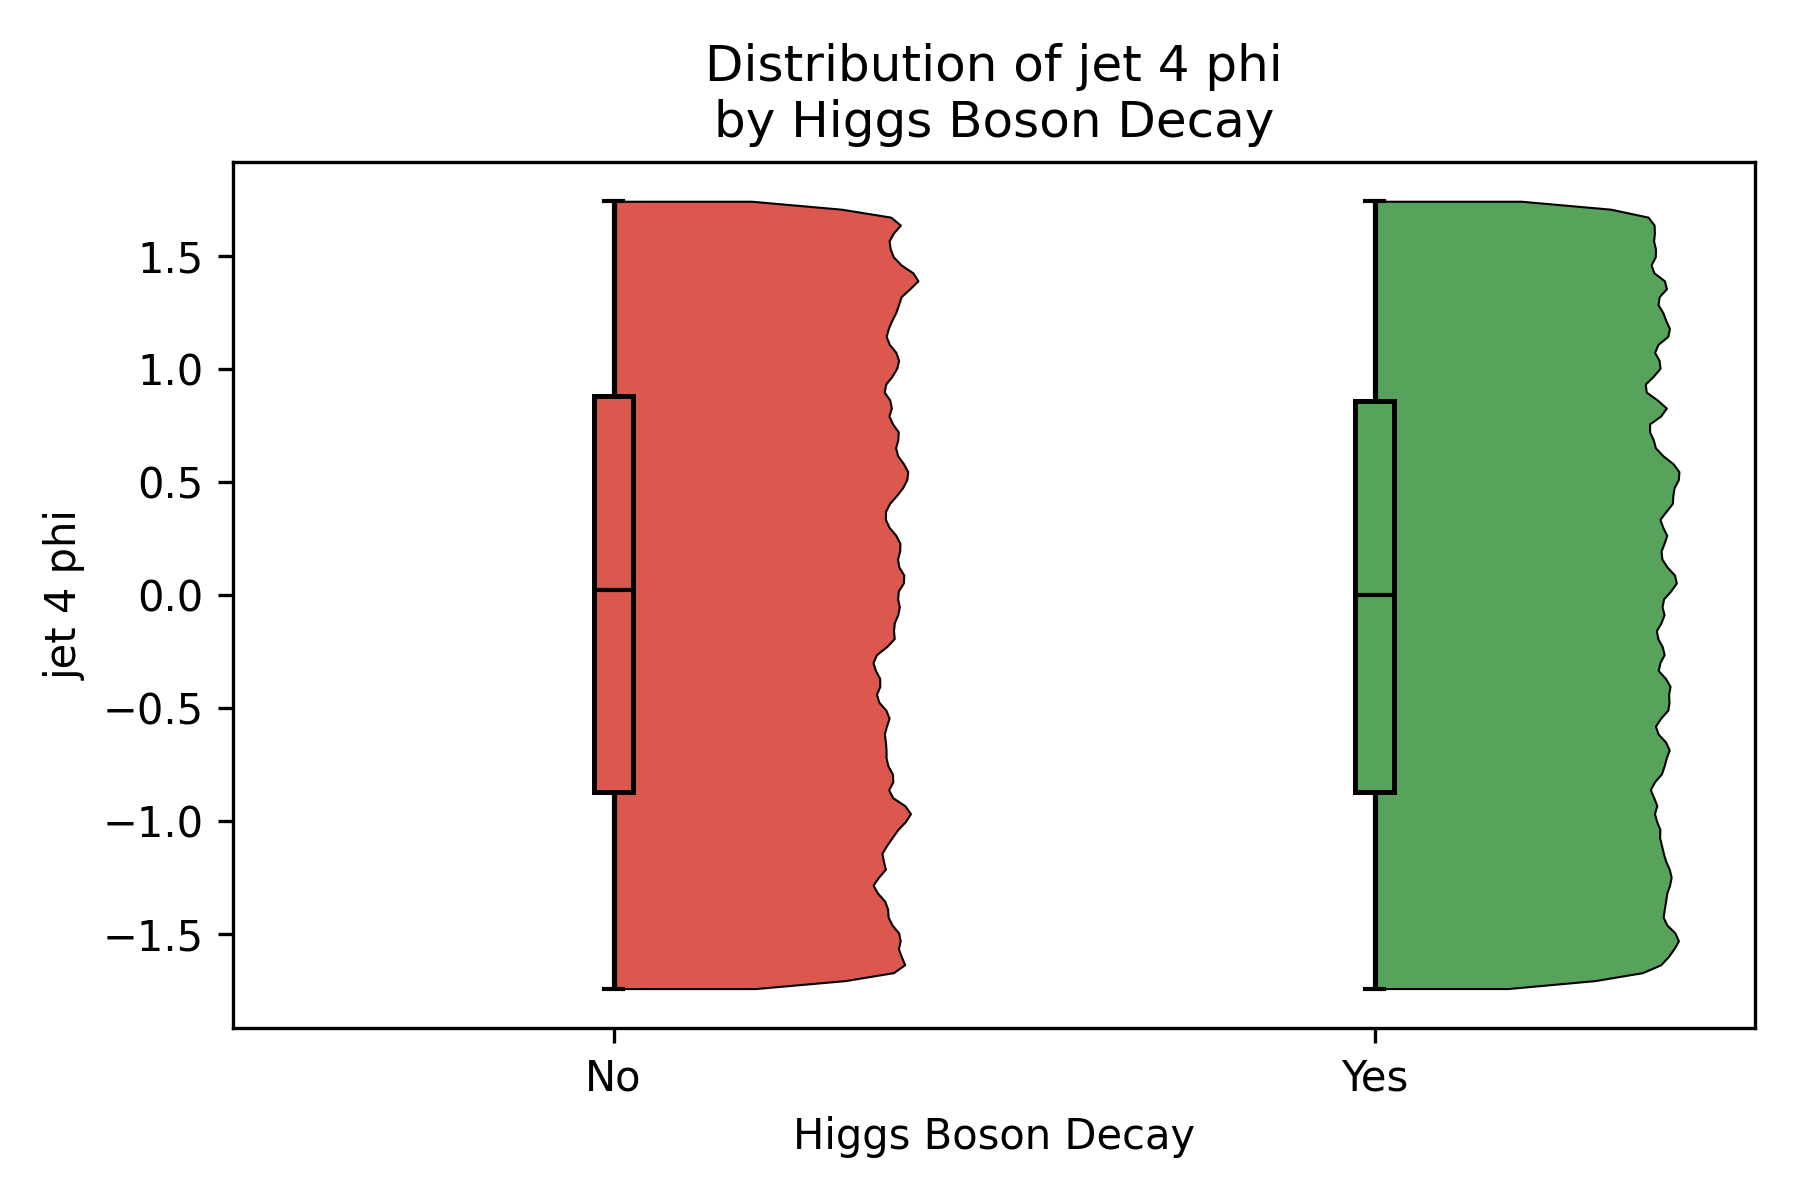 Distribution of jet 4 phi
by Higgs Boson Decay
jet 4 phi
1.5
1.0
0.5
0.0
−0.5
−1.0
−1.5
No
Yes
Higgs Boson Decay